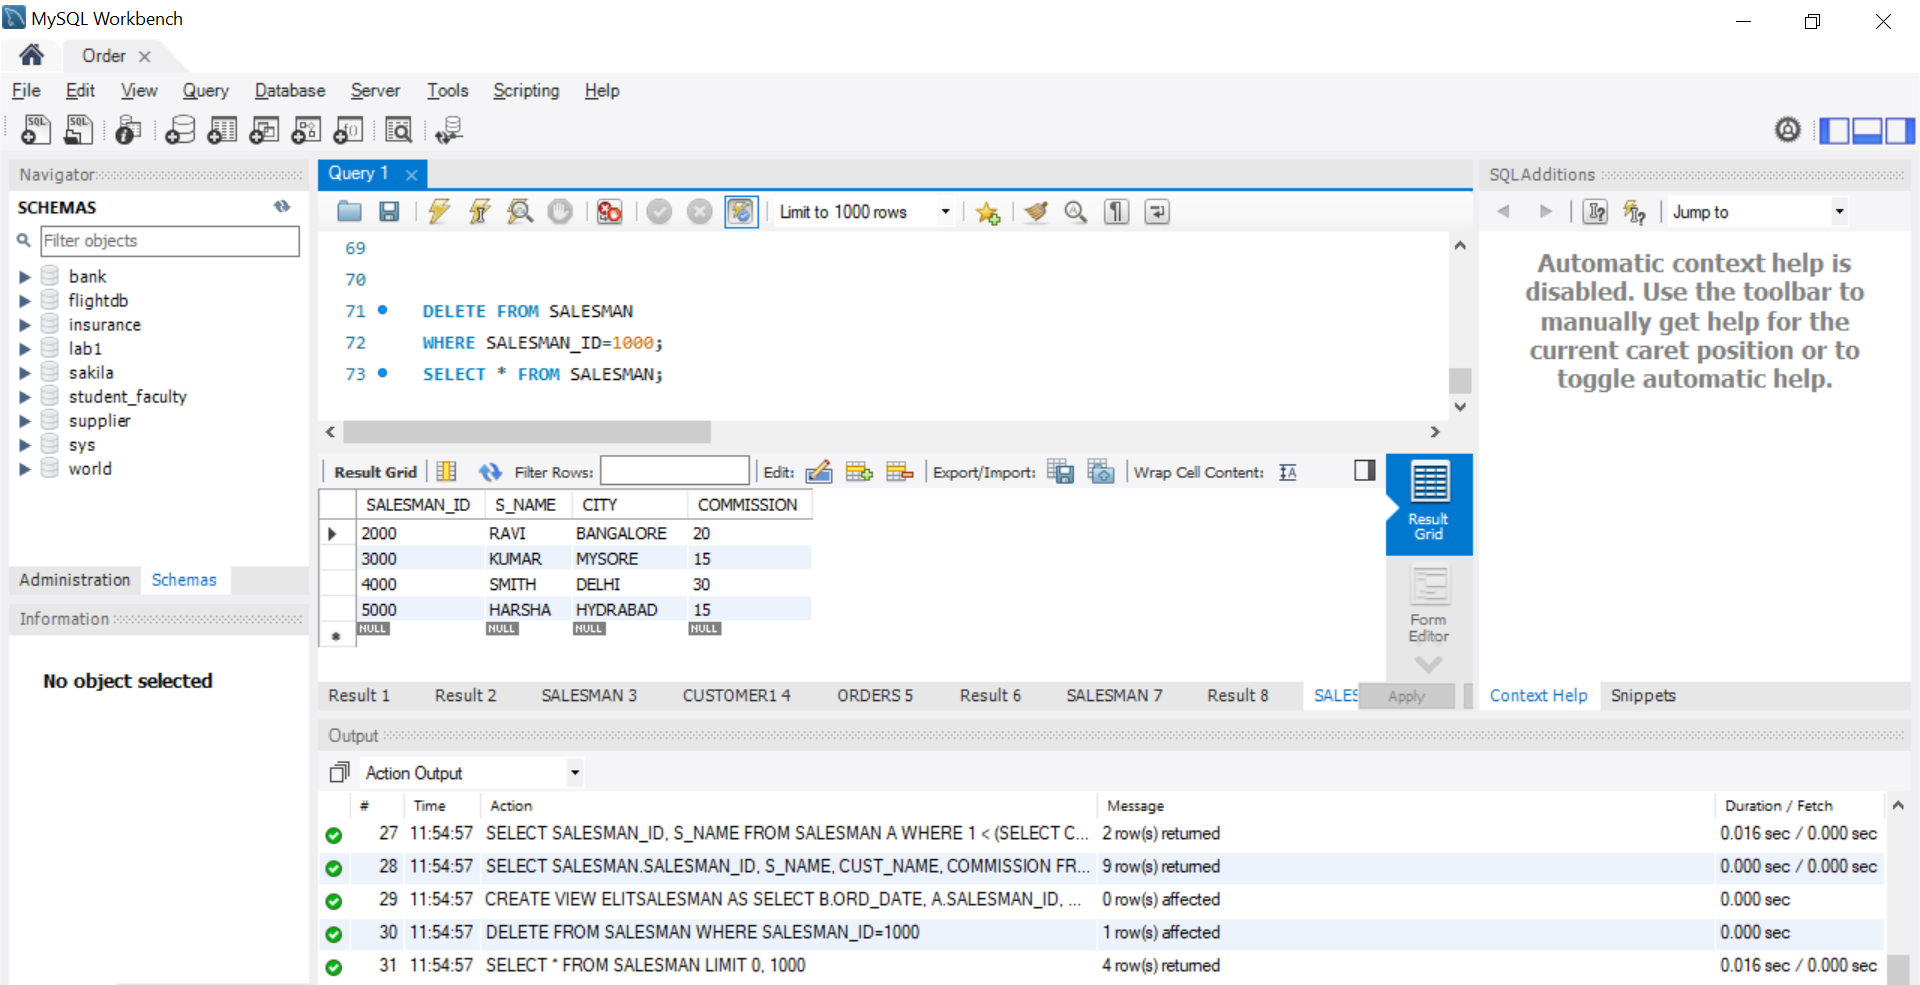 MySQL Workbench
Order
File Edit View Query Database Server Tools Scripting Help
Navigator
SCHEMAS
Filter objects
bank
flightdb
insurance
lab1
sakila
student_faculty
supplier
sys
world
Administration Schemas
Information
No object selected
Query 1
Limit to 1000 rows
69
70
71 DELETE FROM SALESMAN
72 WHERE SALESMAN_ID=1000;
73 SELECT * FROM SALESMAN;
Result Grid Filter Rows: Edit: Export/Import: Wrap Cell Content:
SALESMAN_ID S_NAME CITY COMMISSION
2000 RAVI BANGALORE 20
3000 KUMAR MYSORE 15
4000 SMITH DELHI 30
5000 HARSHA HYDRABAD 15
NULL NULL NULL NULL
Result
Grid
Form
Editor
Result 1 Result 2 SALESMAN 3 CUSTOMER1 4 ORDERS 5 Result 6 SALESMAN 7 Result 8 SALES Apply
SQLAdditions
Jump to
Automatic context help is
disabled. Use the toolbar to
manually get help for the
current caret position or to
toggle automatic help.
Context Help Snippets
Output
Action Output
# Time Action Message Duration / Fetch
27 11:54:57 SELECT SALESMAN_ID, S_NAME FROM SALESMAN A WHERE 1 < (SELECT C... 2 row(s) returned 0.016 sec / 0.000 sec
28 11:54:57 SELECT SALESMAN.SALESMAN_ID, S_NAME, CUST_NAME, COMMISSION FR... 9 row(s) returned 0.000 sec / 0.000 sec
29 11:54:57 CREATE VIEW ELITSALESMAN AS SELECT B.ORD_DATE, A.SALESMAN_ID, ... 0 row(s) affected 0.000 sec
30 11:54:57 DELETE FROM SALESMAN WHERE SALESMAN_ID=1000 1 row(s) affected 0.000 sec
31 11:54:57 SELECT * FROM SALESMAN LIMIT 0, 1000 4 row(s) returned 0.016 sec / 0.000 sec